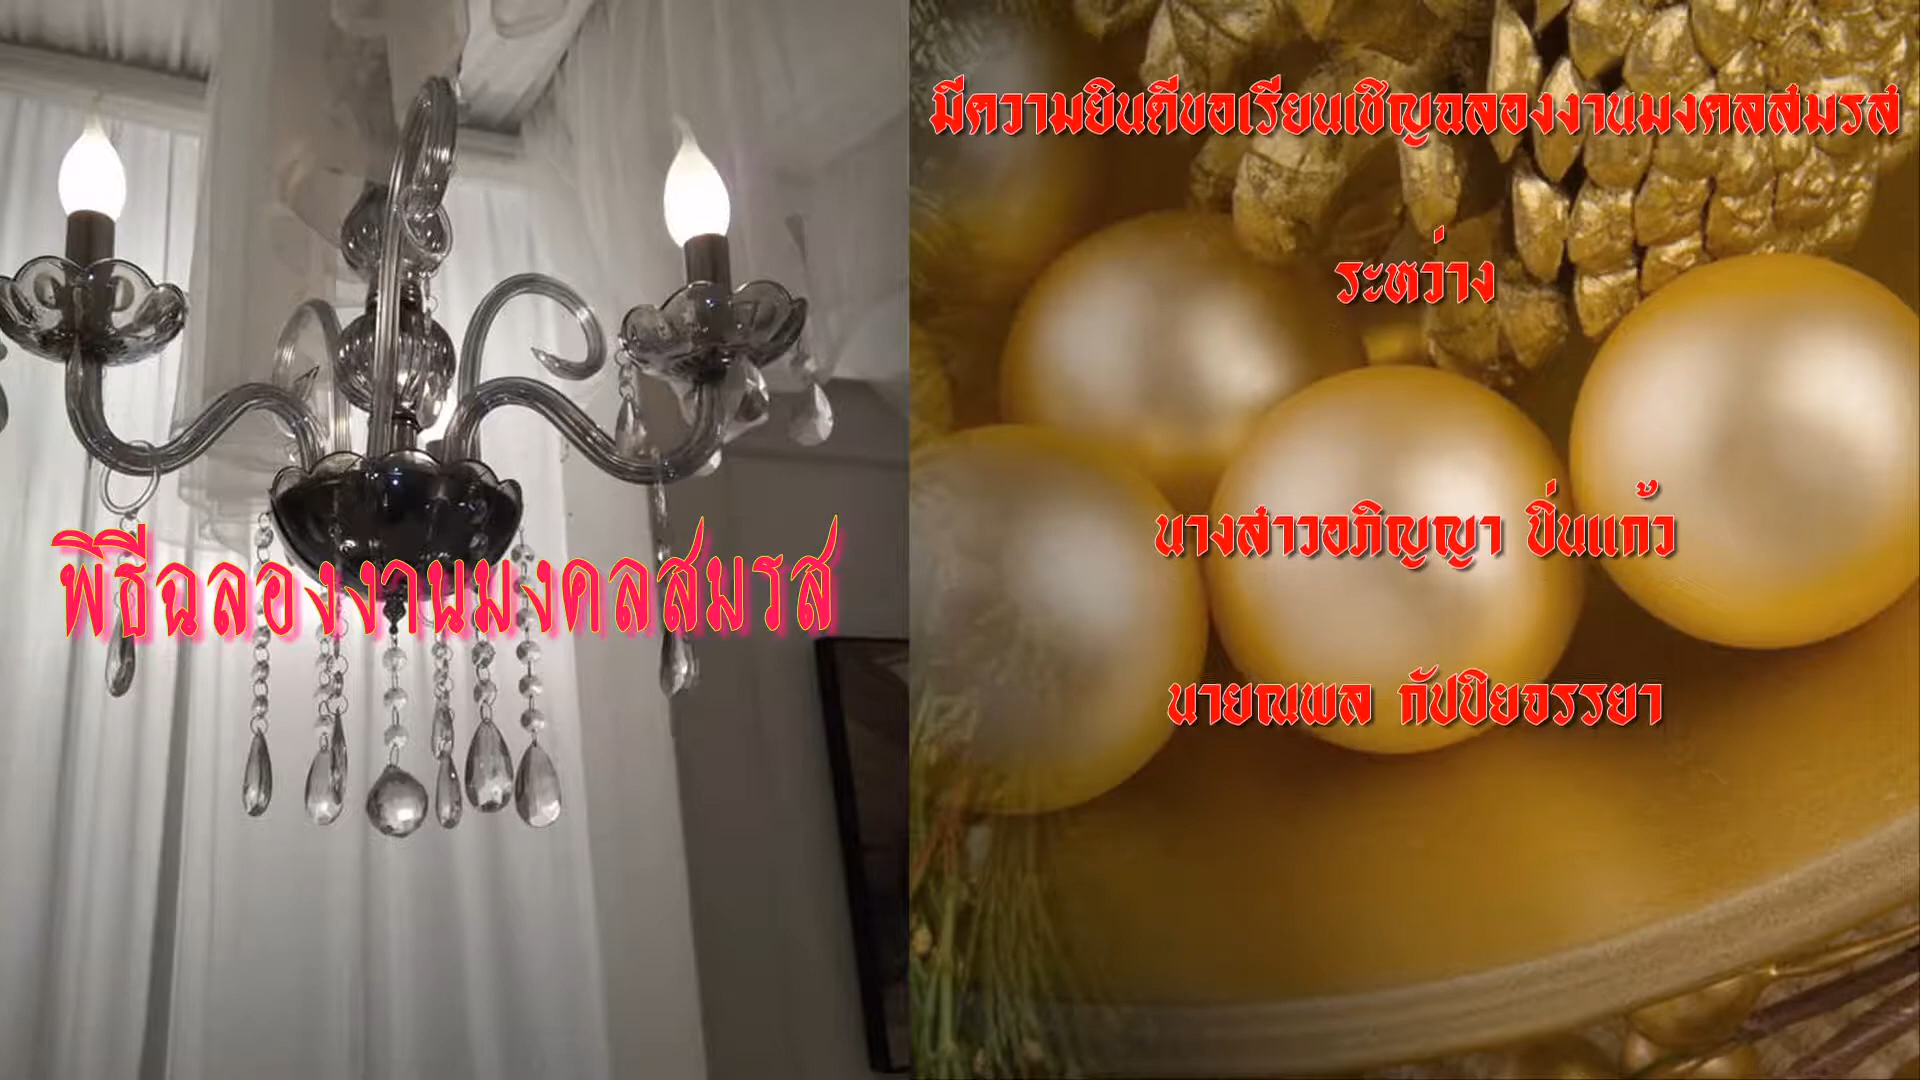 พิธีฉลองงานมงคลสมรส
มีความยินดีขอเรียนเชิญฉลองงานมงคลสมรส
ระหว่าง
นางสาวอภิญญา ปิ่นแก้ว
นายณพล กัปปิยจรรยา